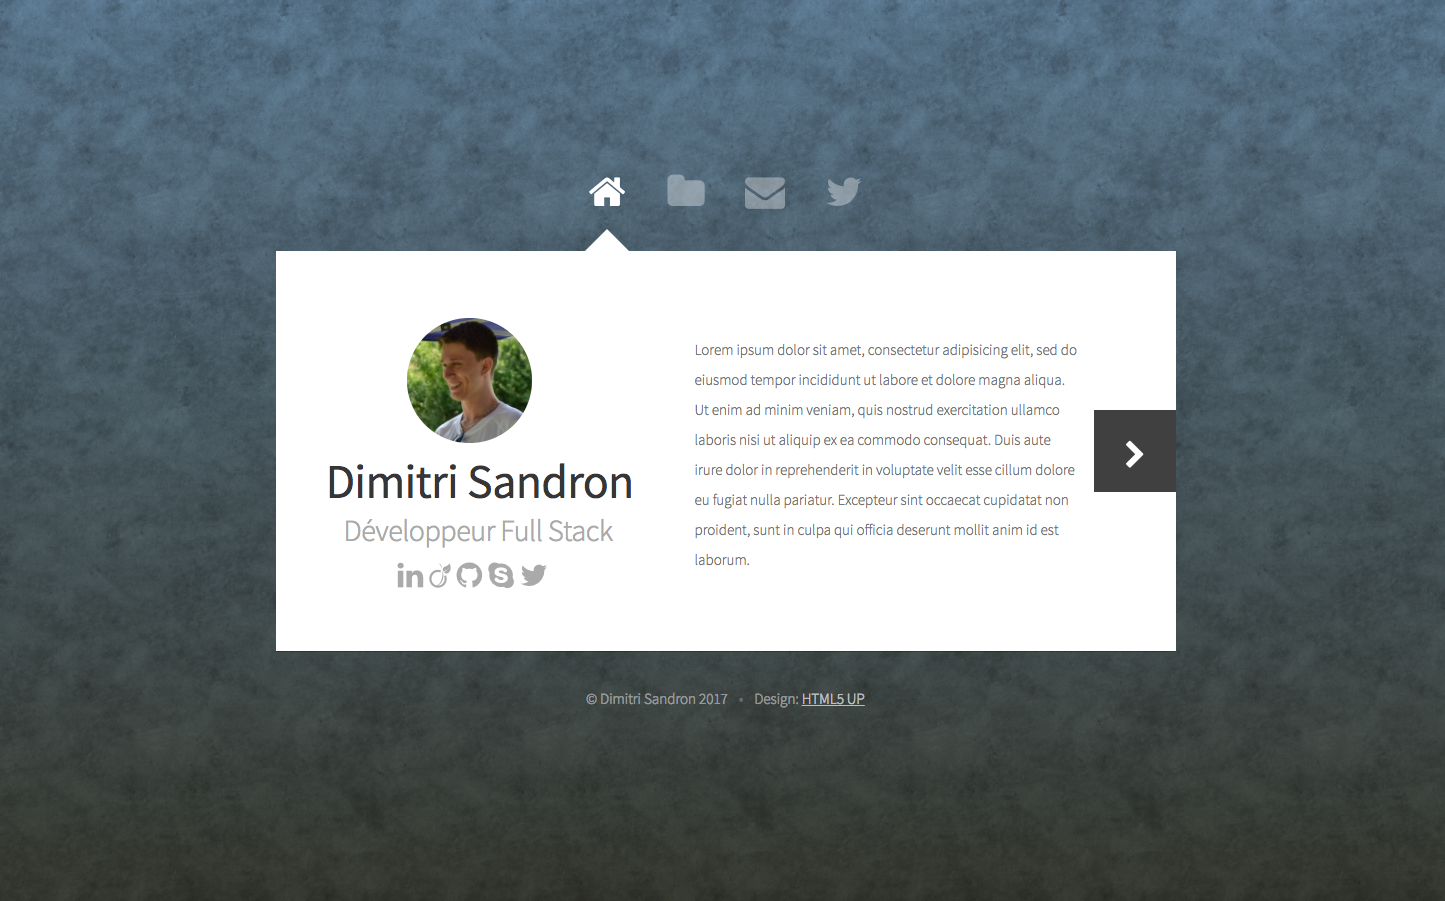 Dimitri Sandron
Développeur Full Stack
in
Lorem ipsum dolor sit amet, consectetur adipisicing elit, sed do
eiusmod tempor incididunt ut labore et dolore magna aliqua.
Ut enim ad minim veniam, quis nostrud exercitation ullamco
laboris nisi ut aliquip ex ea commodo consequat. Duis aute
irure dolor in reprehenderit in voluptate velit esse cillum dolore
eu fugiat nulla pariatur. Excepteur sint occaecat cupidatat non
proident, sunt in culpa qui officia deserunt mollit anim id est
laborum.
© Dimitri Sandron 2017 • Design: HTML5 UP